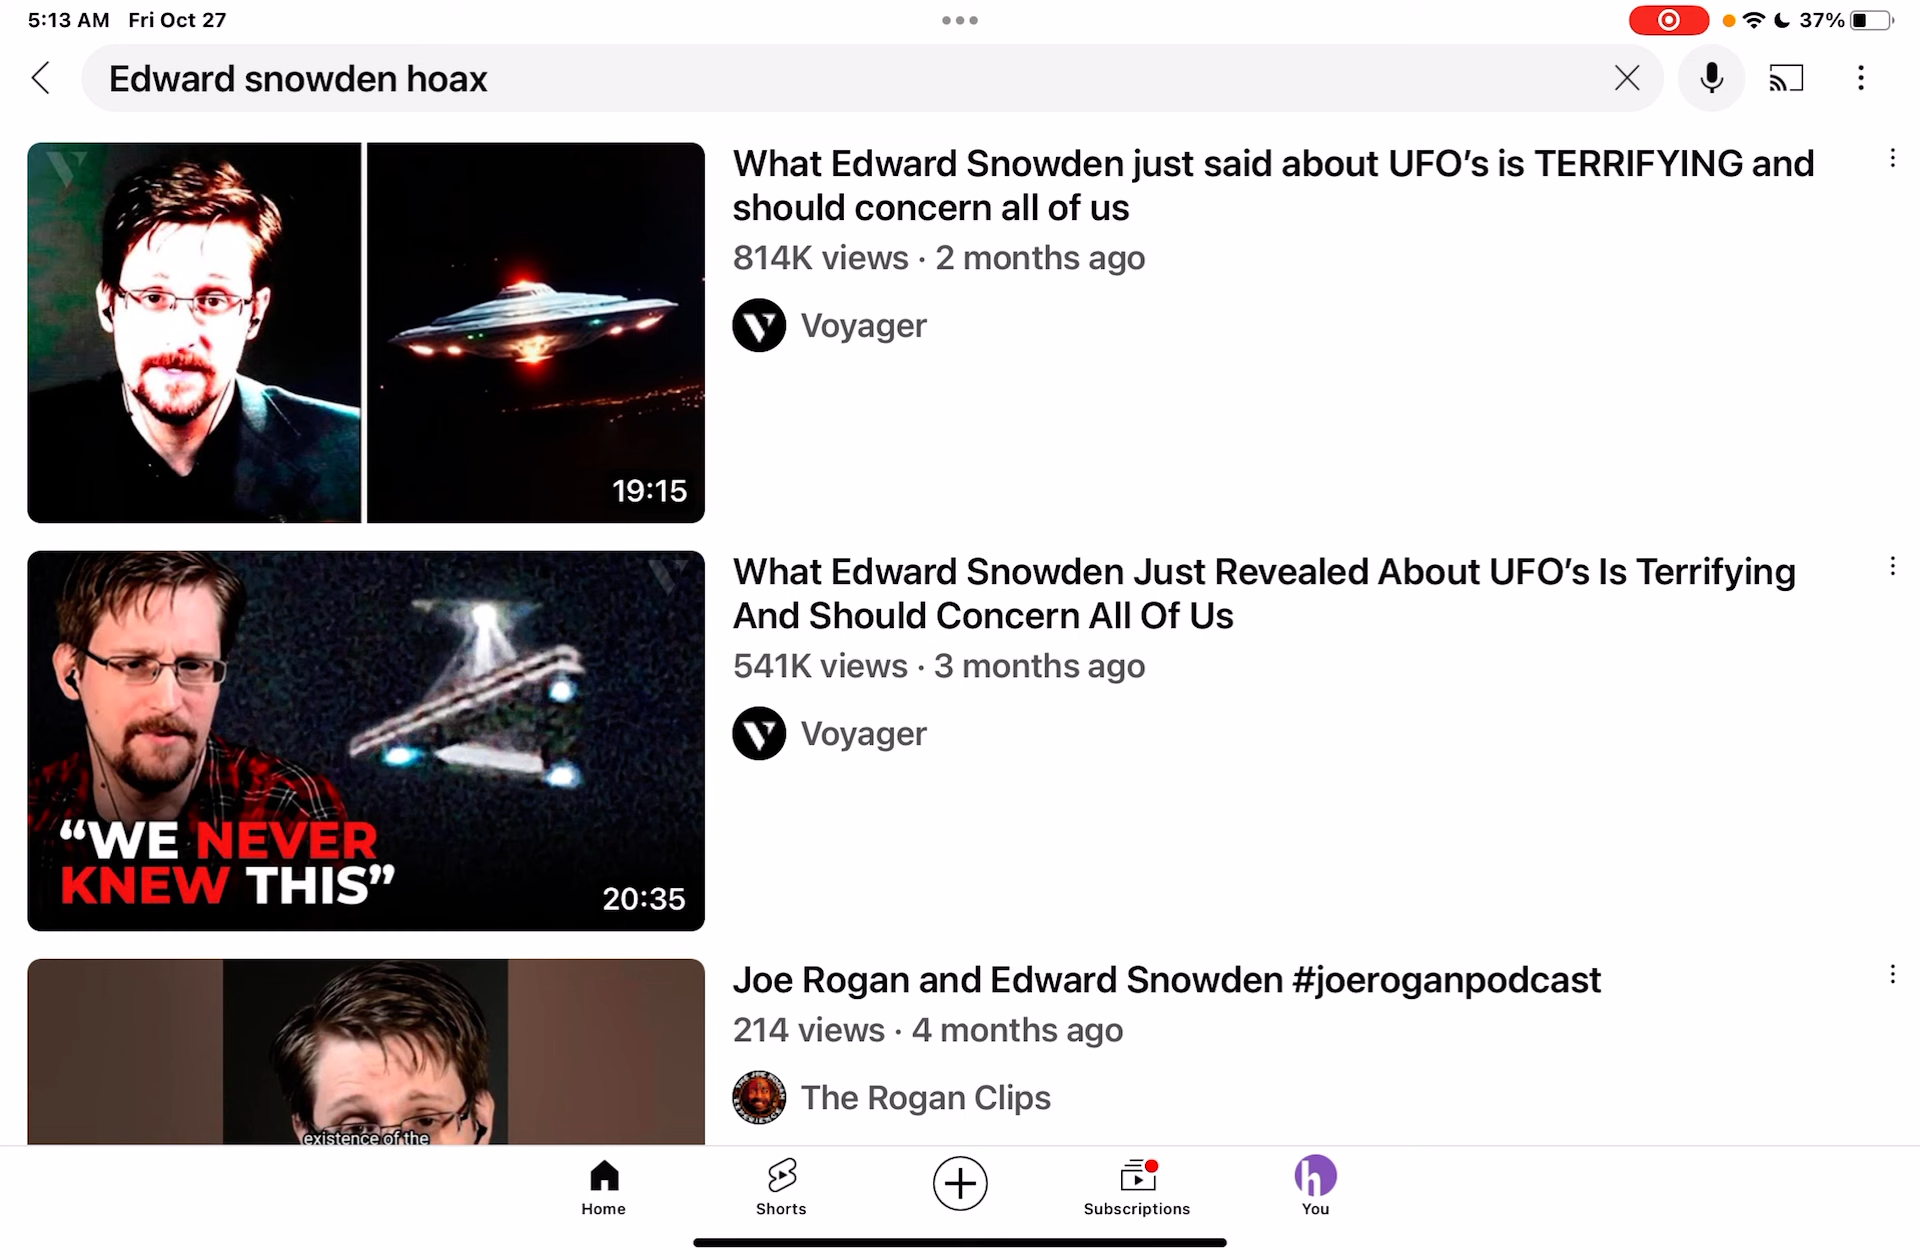 5:13 AM Fri Oct 27
37%
Edward snowden hoax
What Edward Snowden just said about UFO’s is TERRIFYING and
should concern all of us
814K views · 2 months ago
Voyager
19:15
What Edward Snowden Just Revealed About UFO’s Is Terrifying
And Should Concern All Of Us
541K views · 3 months ago
Voyager
“WE NEVER
KNEW THIS”
20:35
Joe Rogan and Edward Snowden #joeroganpodcast
214 views · 4 months ago
The Rogan Clips
existence of the
Home
Shorts
Subscriptions
h
You